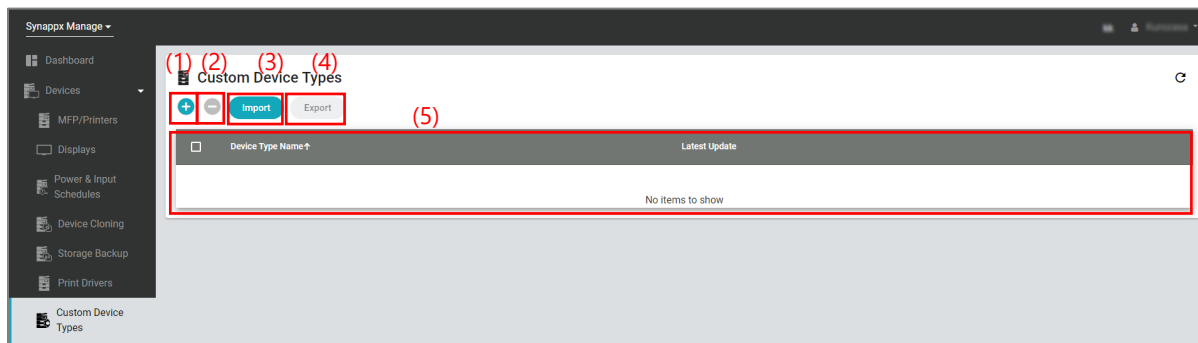 Synappx Manage
Dashboard
Devices
MFP/Printers
Displays
Power & Input
Schedules
Device Cloning
Storage Backup
Print Drivers
Custom Device
Types
(1) (2) (3) (4)
Custom Device Types
Import Export
(5)
Device Type Name↑ Latest Update
No items to show